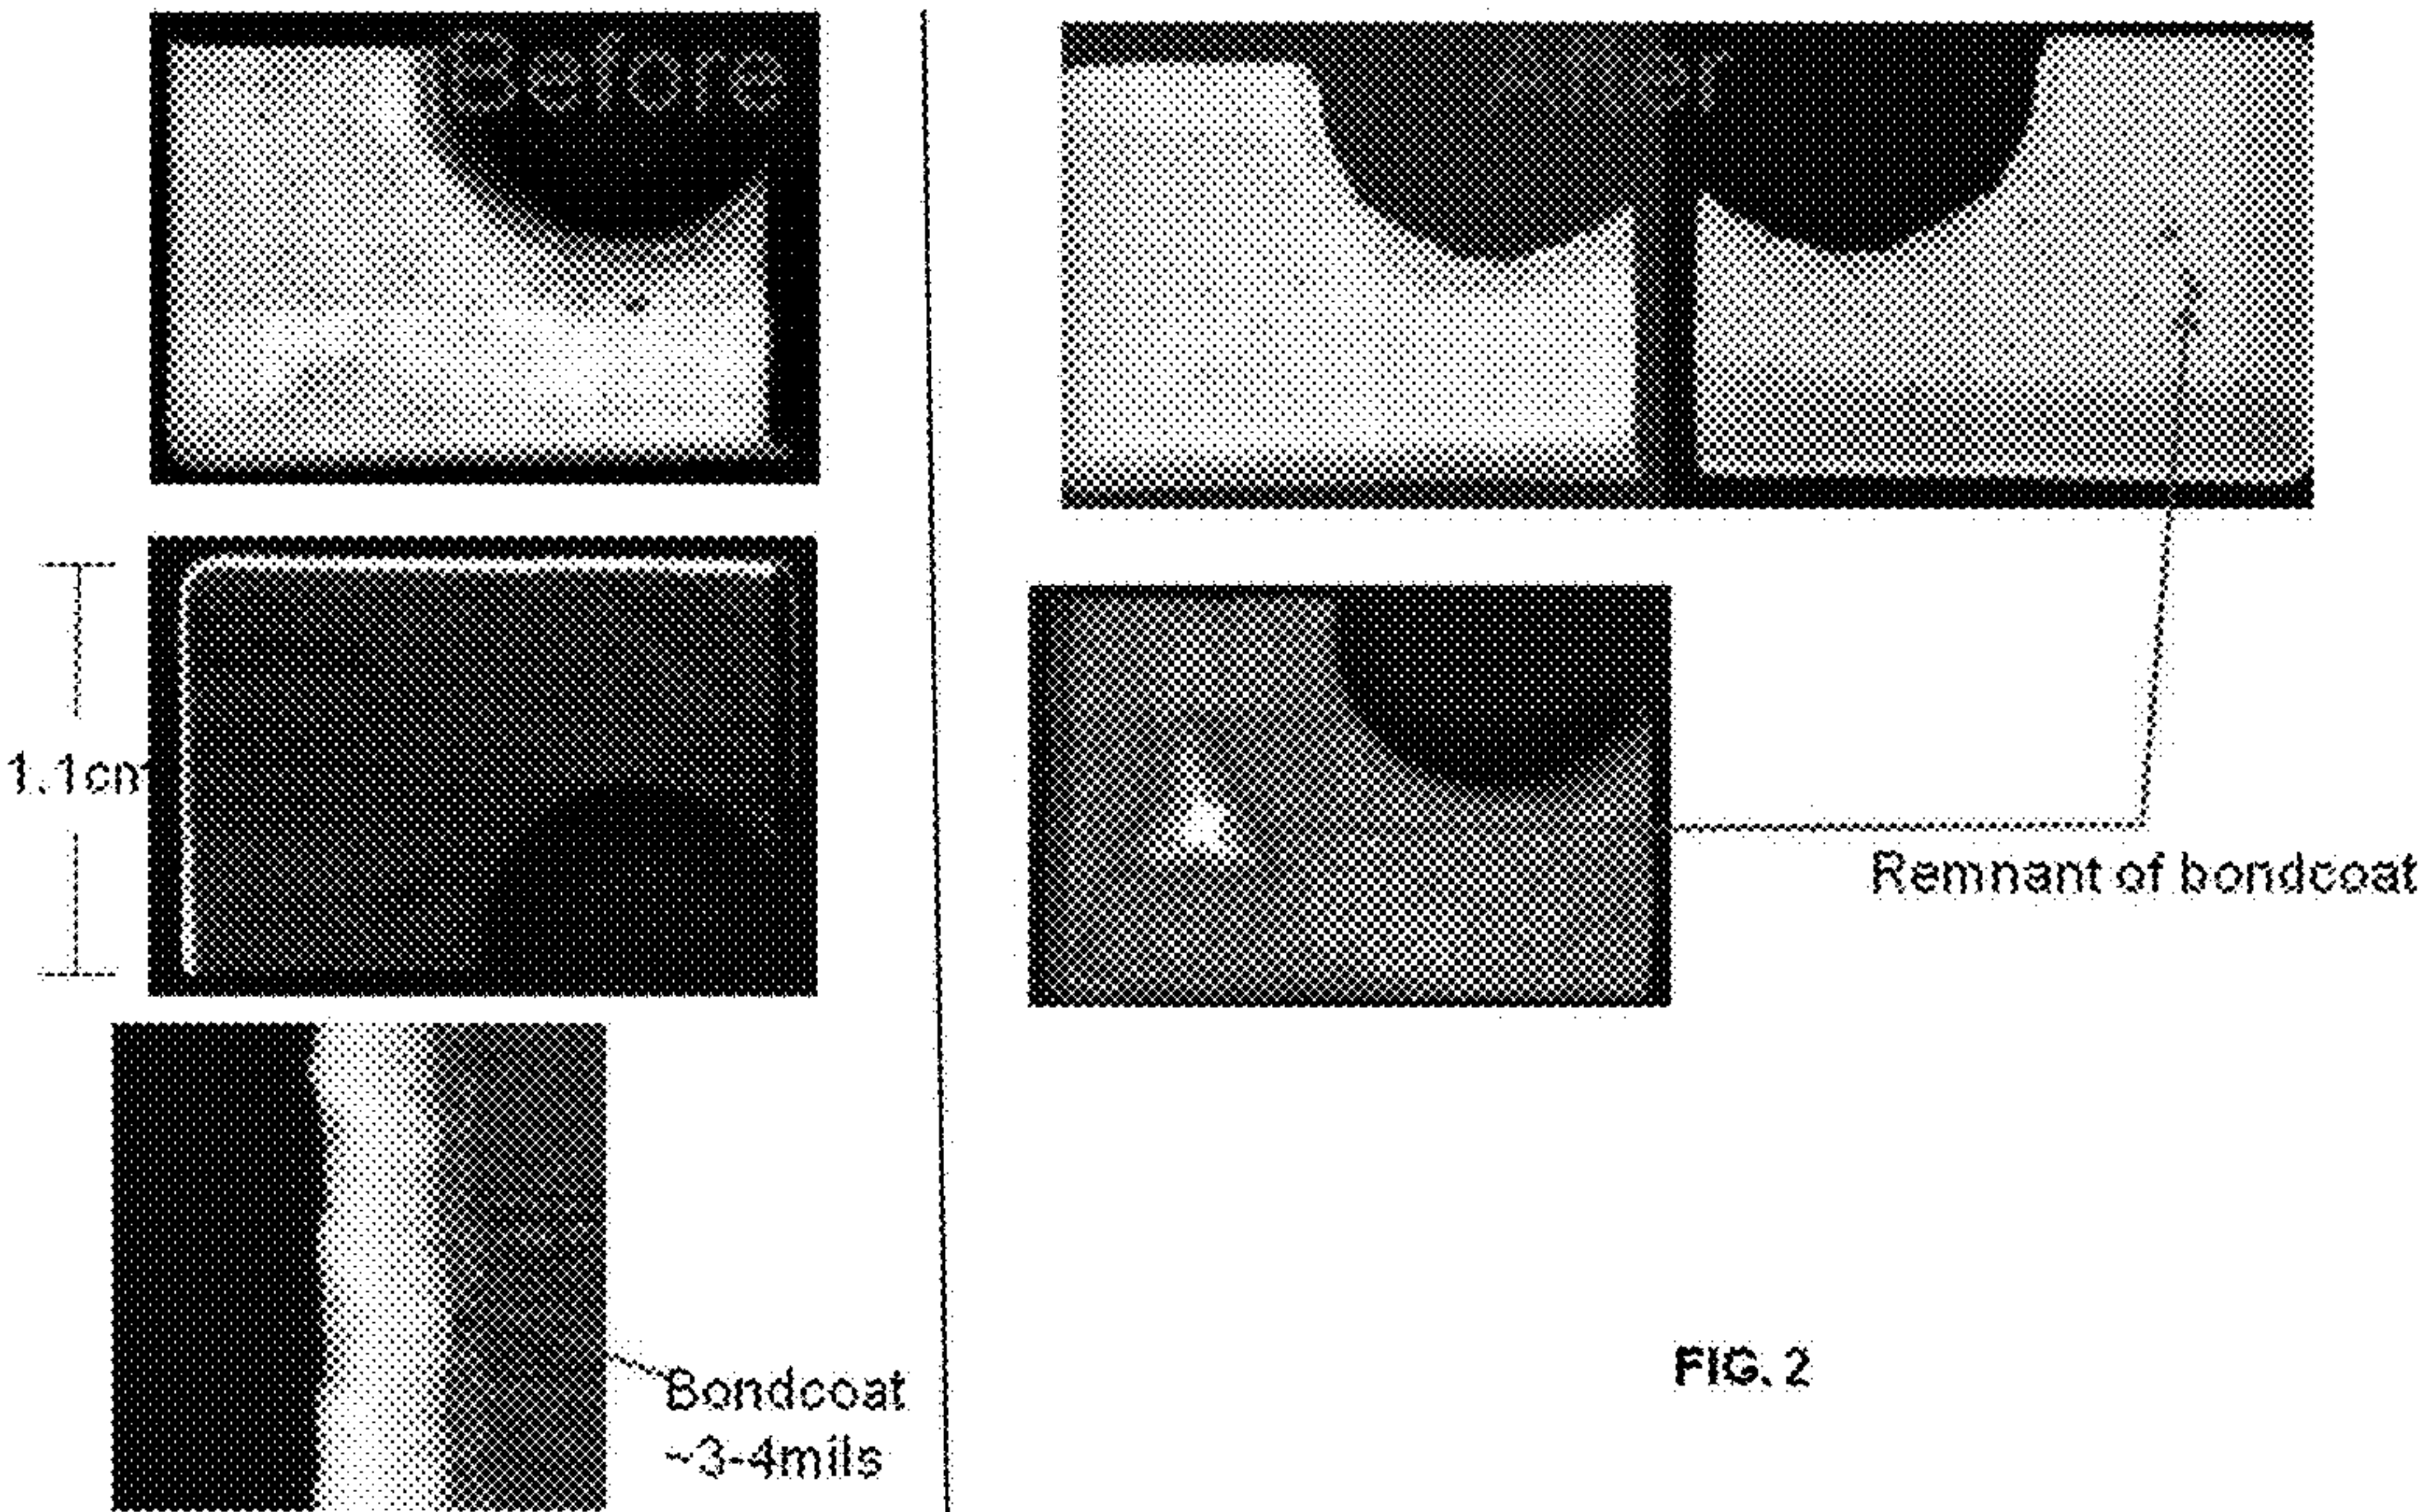 Before
1.1cm
Remnant of bondcoat
Bondcoat
~3-4mils
FIG. 2